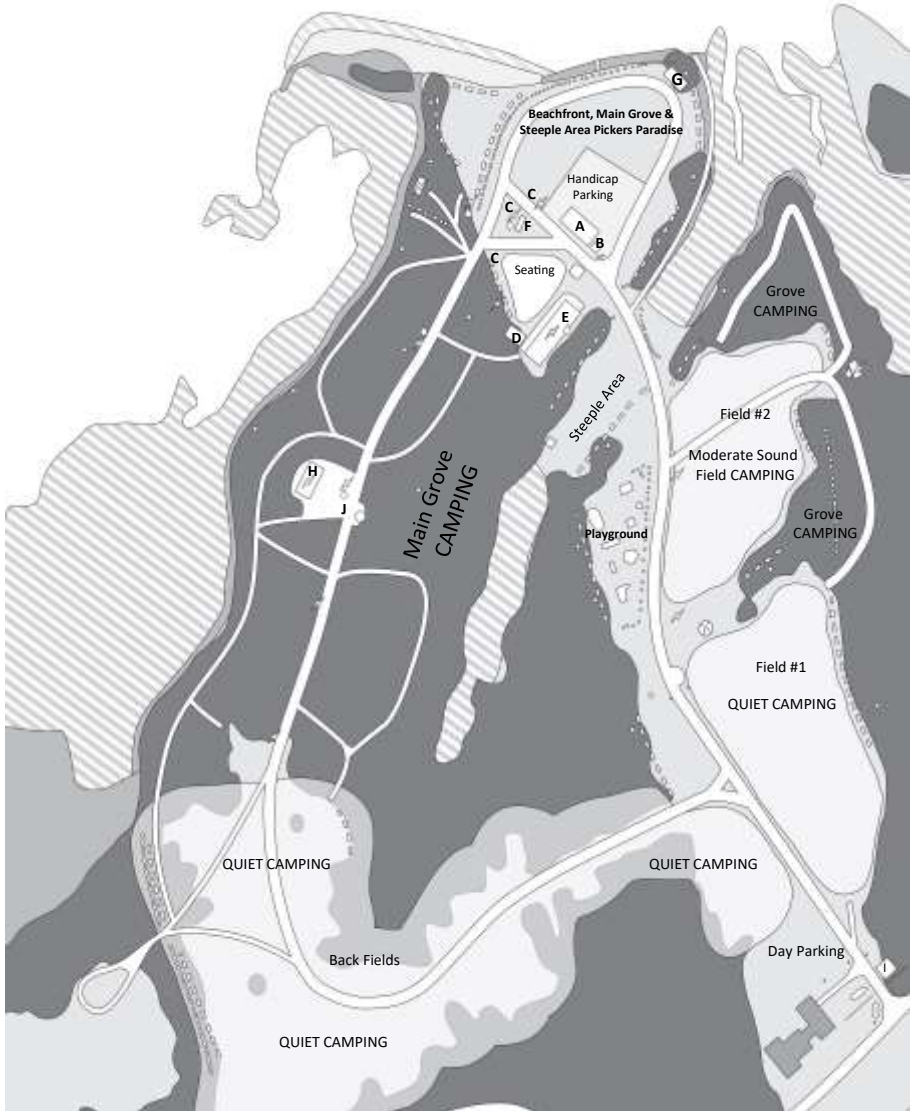 G
Beachfront, Main Grove &
Steeple Area Pickers Paradise
Handicap
Parking
C
C
F
A
B
C
Seating
E
D
Grove
CAMPING
Steeple Area
Field #2
Moderate Sound
Field CAMPING
H
J
Main Grove
CAMPING
Playground
Grove
CAMPING
Field #1
QUIET CAMPING
QUIET CAMPING
QUIET CAMPING
Back Fields
Day Parking
I
QUIET CAMPING